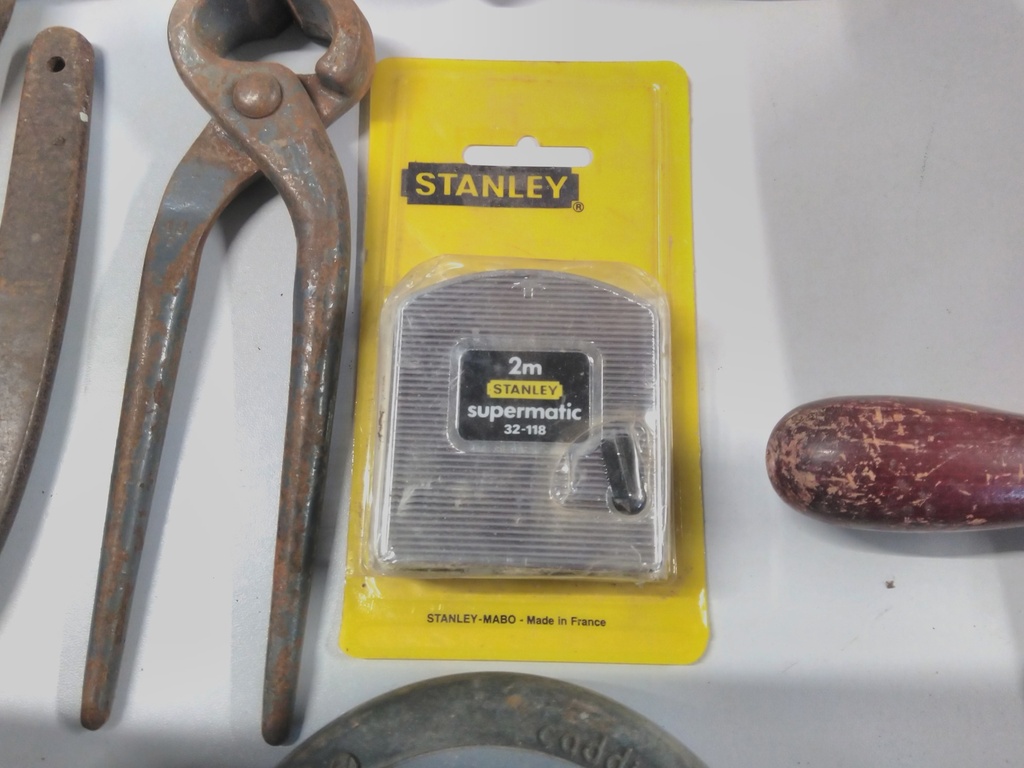 STANLEY®
2m
STANLEY
supermatic
32-118
STANLEY-MABO - Made in France